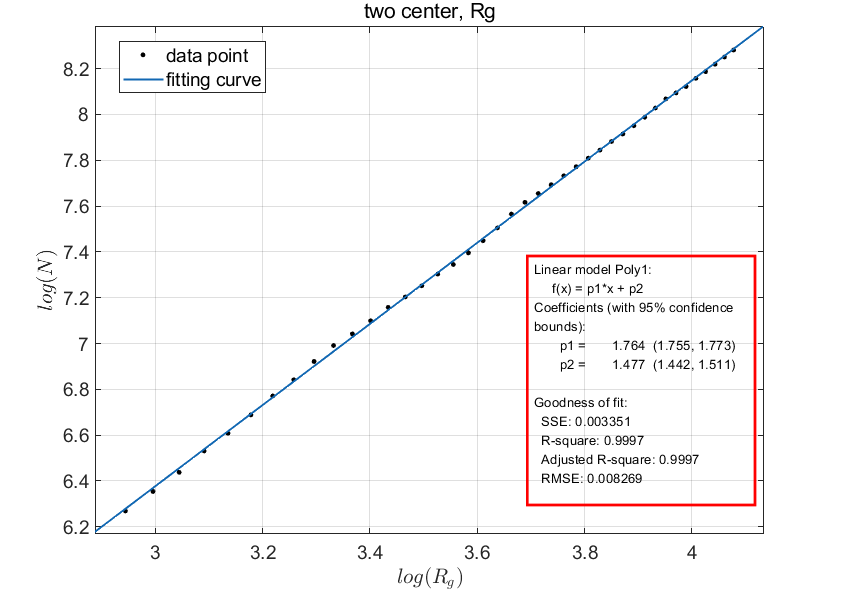 two center, Rg
data point
fitting curve
8.2
8
7.8
7.6
7.4
7.2
7
6.8
6.6
6.4
6.2
log(N)
Linear model Poly1:
f(x) = p1*x + p2
Coefficients (with 95% confidence
bounds):
p1 = 1.764 (1.755, 1.773)
p2 = 1.477 (1.442, 1.511)
Goodness of fit:
SSE: 0.003351
R-square: 0.9997
Adjusted R-square: 0.9997
RMSE: 0.008269
3 3.2 3.4 3.6 3.8 4
log(R_g)